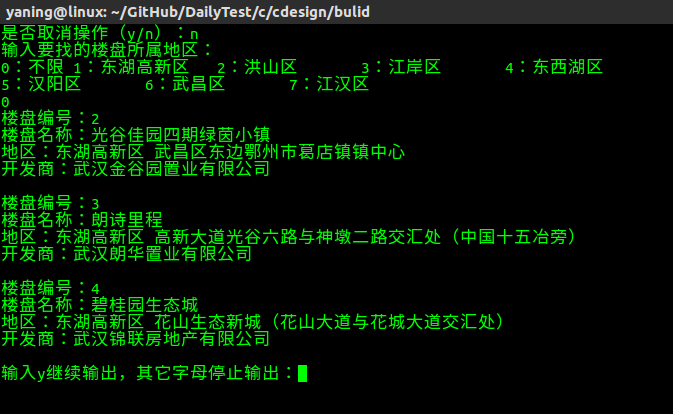 yaning@linux: ~/GitHub/DailyTest/c/cdesign/bulid
是否取消操作（y/n）：n
输入要找的楼盘所属地区：
0：不限 1：东湖高新区 2：洪山区 3：江岸区 4：东西湖区
5：汉阳区 6：武昌区 7：江汉区
0
楼盘编号：2
楼盘名称：光谷佳园四期绿茵小镇
地区：东湖高新区 武昌区东边鄂州市葛店镇镇中心
开发商：武汉金谷园置业有限公司
楼盘编号：3
楼盘名称：朗诗里程
地区：东湖高新区 高新大道光谷六路与神墩二路交汇处（中国十五冶旁）
开发商：武汉朗华置业有限公司
楼盘编号：4
楼盘名称：碧桂园生态城
地区：东湖高新区 花山生态新城（花山大道与花城大道交汇处）
开发商：武汉锦联房地产有限公司
输入y继续输出，其它字母停止输出：